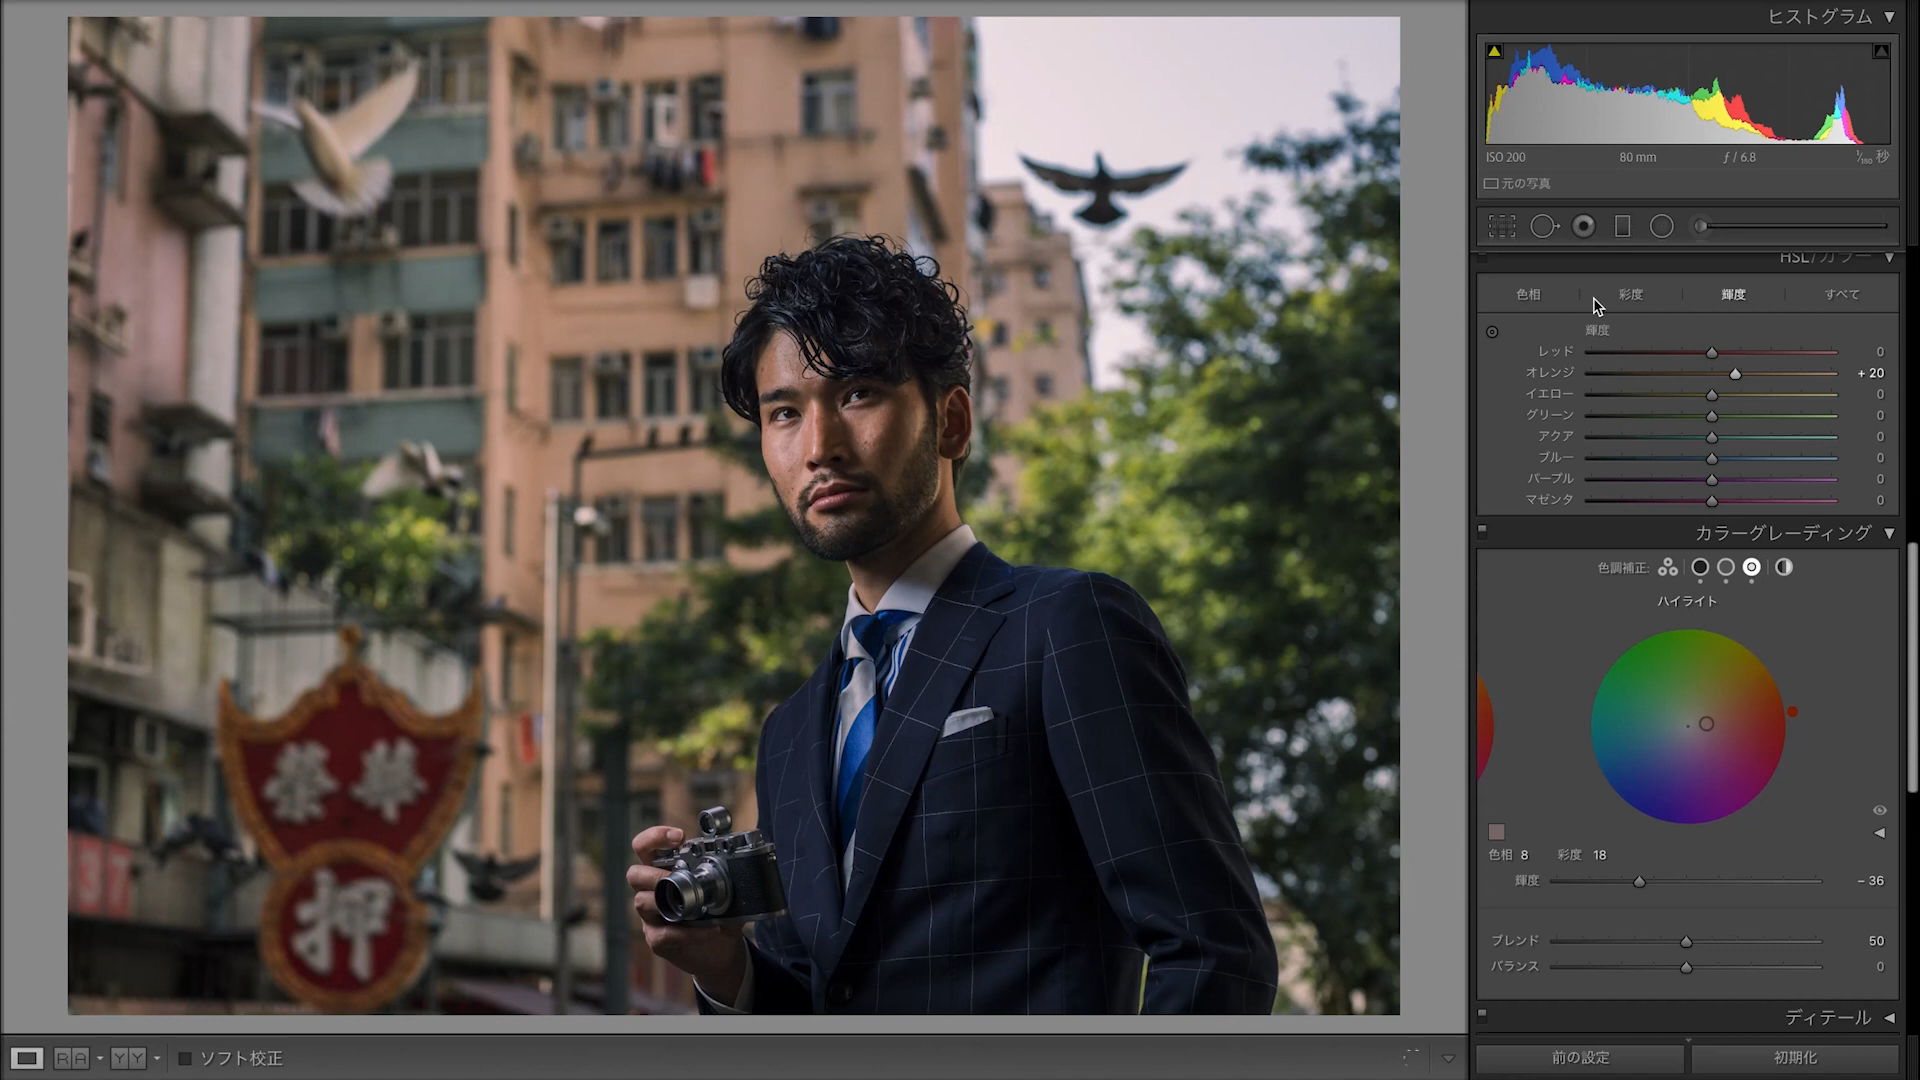 ヒストグラム
ISO 200 80 mm ƒ / 6.8 1/180 秒
元の写真
HSL / カラー
色相 彩度 輝度 すべて
輝度
レッド 0
オレンジ + 20
イエロー 0
グリーン 0
アクア 0
ブルー 0
パープル 0
マゼンタ 0
カラーグレーディング
色調補正:
ハイライト
色相 8 彩度 18
輝度 − 36
ブレンド 50
バランス 0
ディテール
前の設定 初期化
R A Y Y ソフト校正
押
37